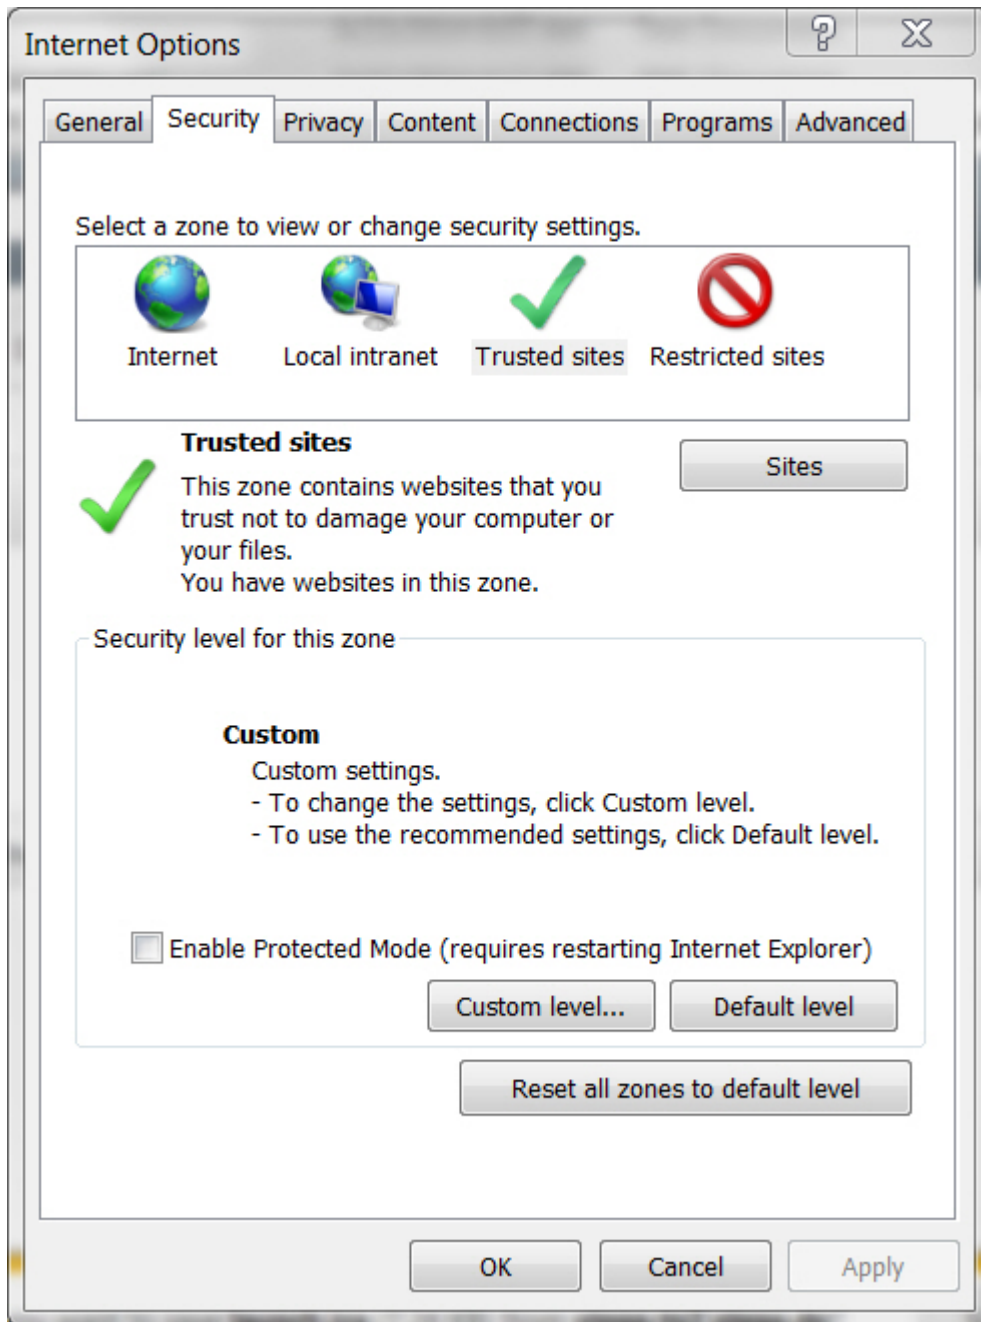 Internet Options
General Security Privacy Content Connections Programs Advanced
Select a zone to view or change security settings.
Internet Local intranet Trusted sites Restricted sites
Trusted sites
Sites
This zone contains websites that you
trust not to damage your computer or
your files.
You have websites in this zone.
Security level for this zone
Custom
Custom settings.
- To change the settings, click Custom level.
- To use the recommended settings, click Default level.
Enable Protected Mode (requires restarting Internet Explorer)
Custom level... Default level
Reset all zones to default level
OK Cancel Apply